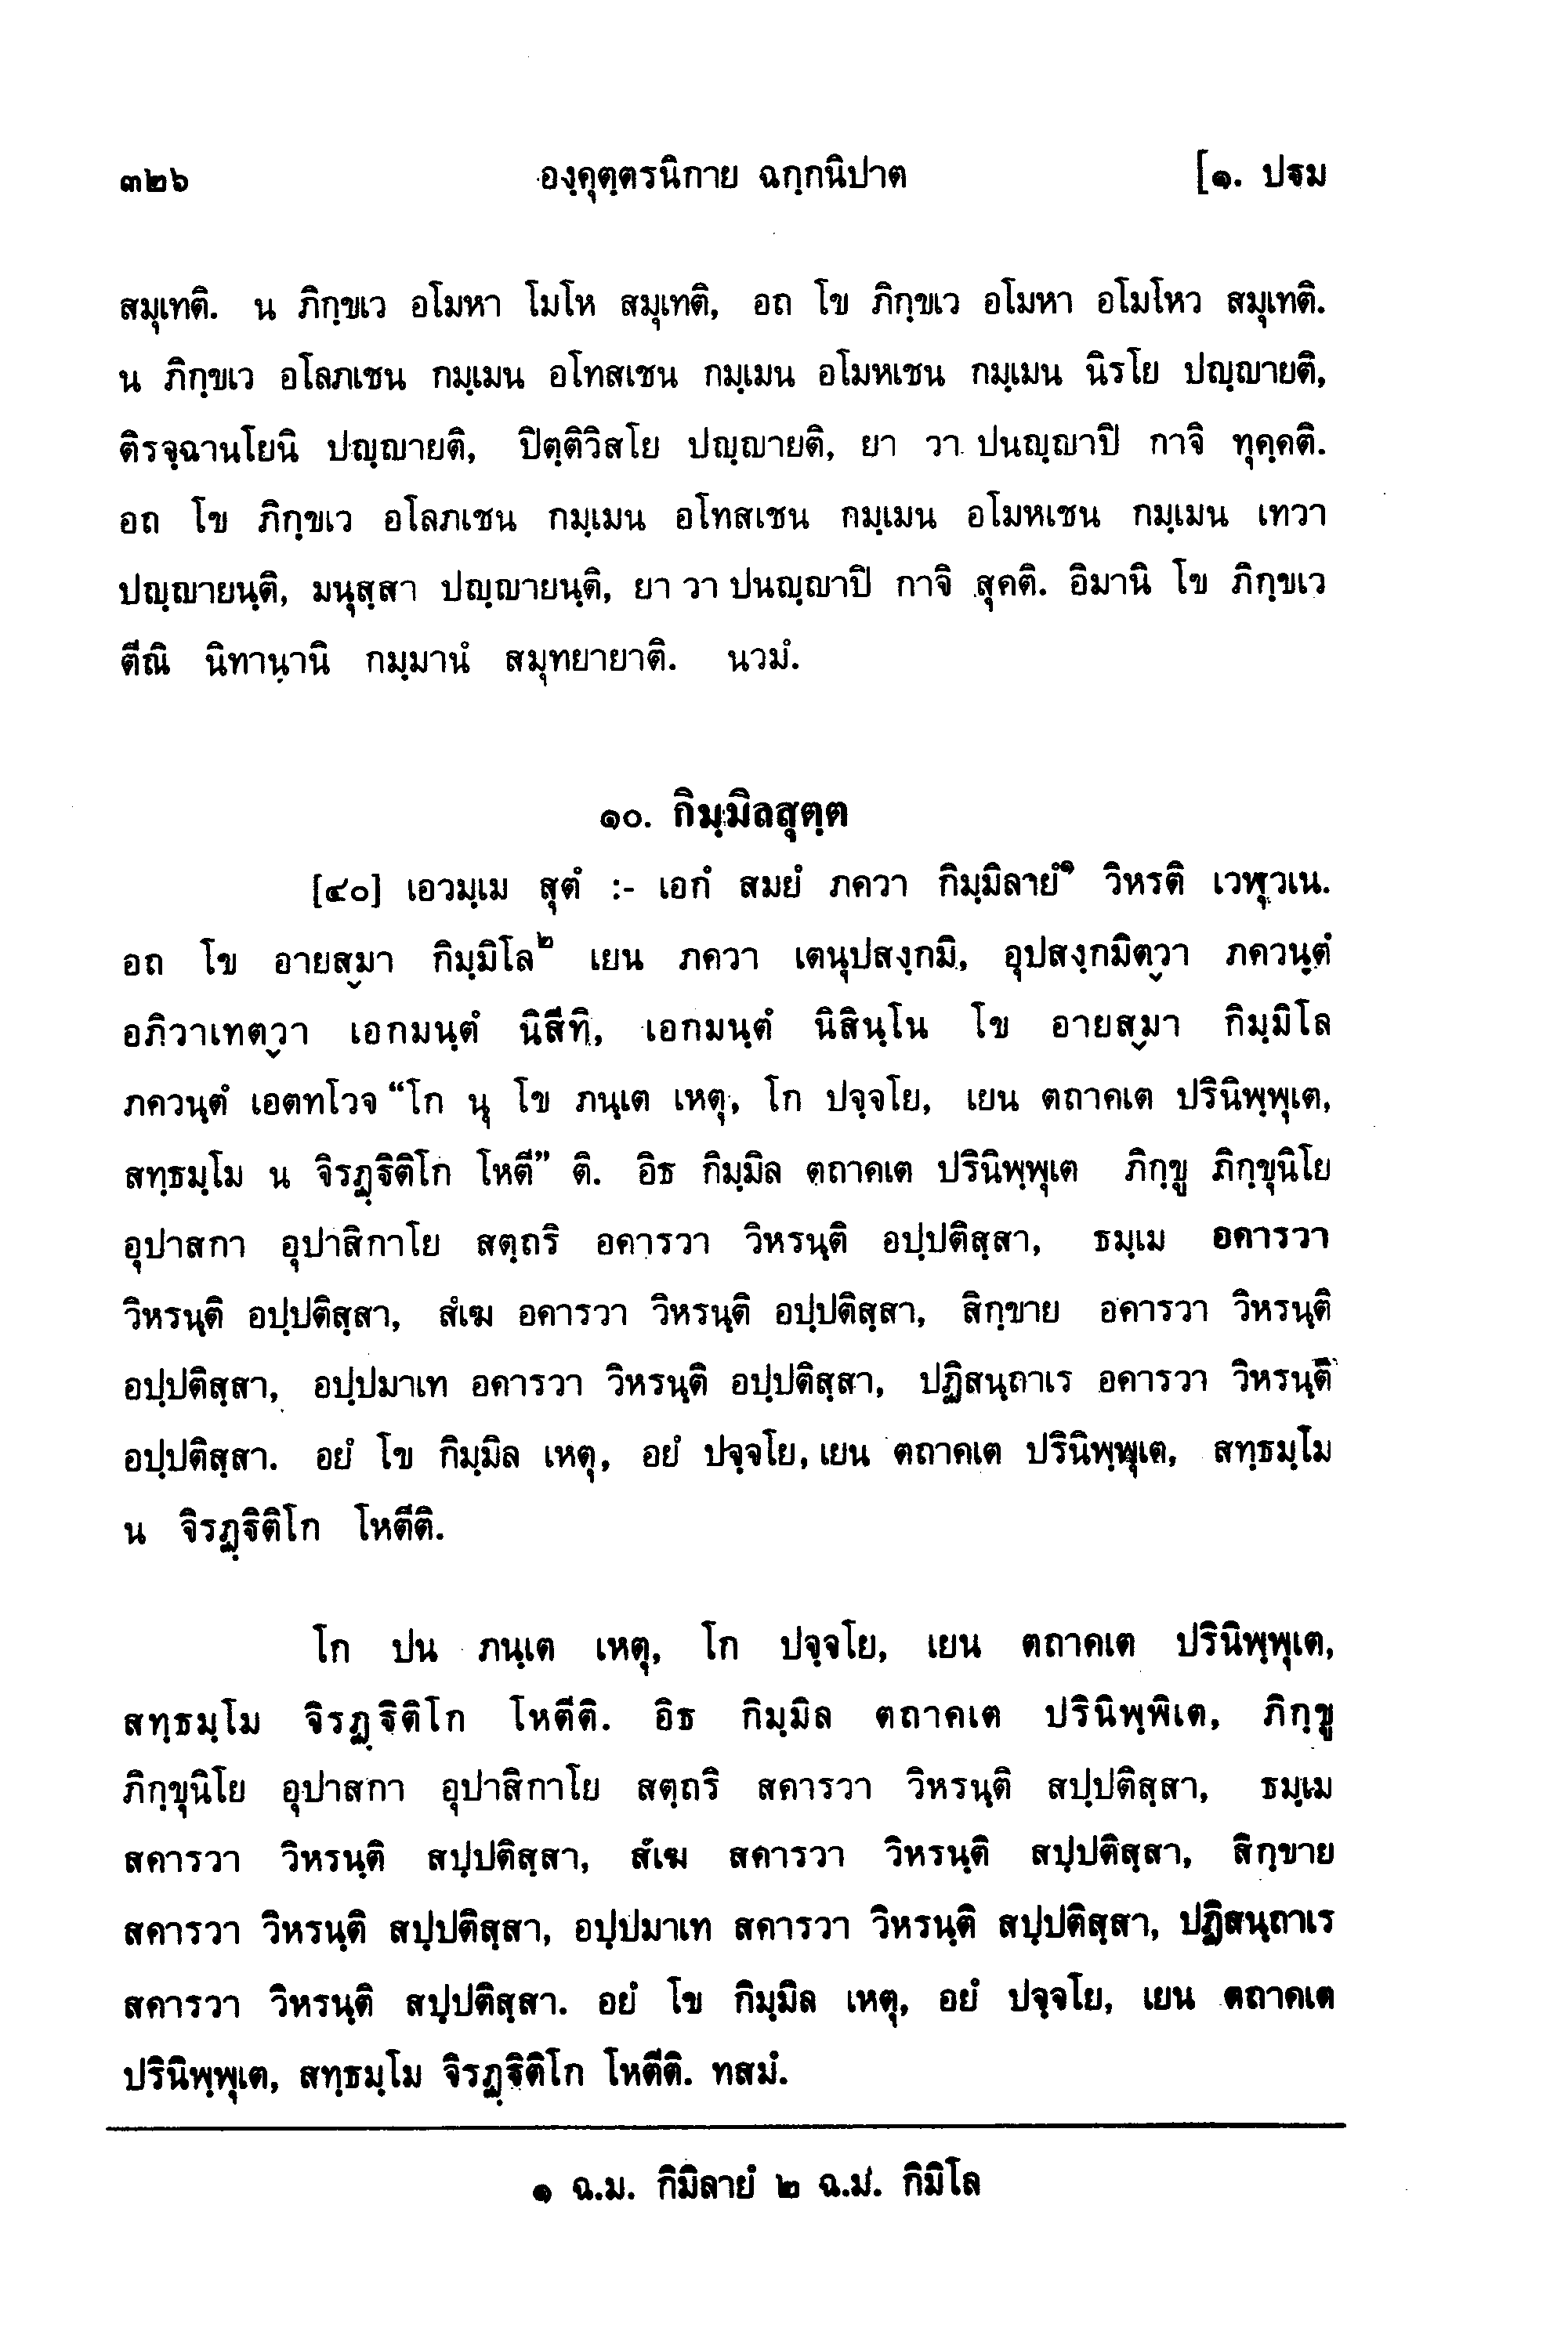 ๓๒๖ องฺคุตฺตรนิกาย ฉกฺกนิปาต [๑. ปฐม
สมุเทติ. น ภิกฺขเว อโมหา โมโห สมุเทติ, อถ โข ภิกฺขเว อโมหา อโมโหว สมุเทติ.
น ภิกฺขเว อโลภเชน กมฺเมน อโทสเชน กมฺเมน อโมหเชน กมฺเมน นิรโย ปญฺญายติ,
ติรจฺฉานโยนิ ปญฺญายติ, ปิตฺติวิสโย ปญฺญายติ, ยา วา ปนญฺญาปิ กาจิ ทุคฺคติ.
อถ โข ภิกฺขเว อโลภเชน กมฺเมน อโทสเชน กมฺเมน อโมหเชน กมฺเมน เทวา
ปญฺญายนฺติ, มนุสฺสา ปญฺญายนฺติ, ยา วา ปนญฺญาปิ กาจิ สุคติ. อิมานิ โข ภิกฺขเว
ตีณิ นิทานานิ กมฺมานํ สมุทยายาติ. นวมํ.
๑๐. กิมฺมิลสุตฺต
[๔๐] เอวมฺเม สุตํ :- เอกํ สมยํ ภควา กิมฺมิลายํ๑ วิหรติ เวฬุวเน.
อถ โข อายสฺมา กิมฺมิโล๒ เยน ภควา เตนุปสงฺกมิ, อุปสงฺกมิตฺวา ภควนฺตํ
อภิวาเทตฺวา เอกมนฺตํ นิสีทิ, เอกมนฺตํ นิสินฺโน โข อายสฺมา กิมฺมิโล
ภควนฺตํ เอตทโวจ “โก นุ โข ภนฺเต เหตุ, โก ปจฺจโย, เยน ตถาคเต ปรินิพฺพุเต,
สทฺธมฺโม น จิรฏฺฐิติโก โหตี” ติ. อิธ กิมฺมิล ตถาคเต ปรินิพฺพุเต ภิกฺขู ภิกฺขุนิโย
อุปาสกา อุปาสิกาโย สตฺถริ อคารวา วิหรนฺติ อปฺปติสฺสา, ธมฺเม อคารวา
วิหรนฺติ อปฺปติสฺสา, สํเฆ อคารวา วิหรนฺติ อปฺปติสฺสา, สิกฺขาย อคารวา วิหรนฺติ
อปฺปติสฺสา, อปฺปมาเท อคารวา วิหรนฺติ อปฺปติสฺสา, ปฏิสนฺถาเร อคารวา วิหรนฺติ
อปฺปติสฺสา. อยํ โข กิมฺมิล เหตุ, อยํ ปจฺจโย, เยน ตถาคเต ปรินิพฺพุเต, สทฺธมฺโม
น จิรฏฺฐิติโก โหตีติ.
โก ปน ภนฺเต เหตุ, โก ปจฺจโย, เยน ตถาคเต ปรินิพฺพุเต,
สทฺธมฺโม จิรฏฺฐิติโก โหตีติ. อิธ กิมฺมิล ตถาคเต ปรินิพฺพิเต, ภิกฺขู
ภิกฺขุนิโย อุปาสกา อุปาสิกาโย สตฺถริ สคารวา วิหรนฺติ สปฺปติสฺสา, ธมฺเม
สคารวา วิหรนฺติ สปฺปติสฺสา, สํเฆ สคารวา วิหรนฺติ สปฺปติสฺสา, สิกฺขาย
สคารวา วิหรนฺติ สปฺปติสฺสา, อปฺปมาเท สคารวา วิหรนฺติ สปฺปติสฺสา, ปฏิสนฺถาเร
สคารวา วิหรนฺติ สปฺปติสฺสา. อยํ โข กิมฺมิล เหตุ, อยํ ปจฺจโย, เยน ตถาคเต
ปรินิพฺพุเต, สทฺธมฺโม จิรฏฺฐิติโก โหตีติ. ทสมํ.
๑ ฉ.ม. กิมิลายํ ๒ ฉ.ม. กิมิโล